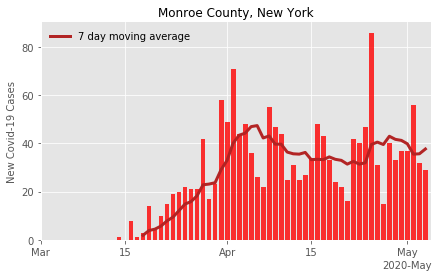 Monroe County, New York
7 day moving average
New Covid-19 Cases
80
60
40
20
0
Mar 15 Apr 15 May
2020-May